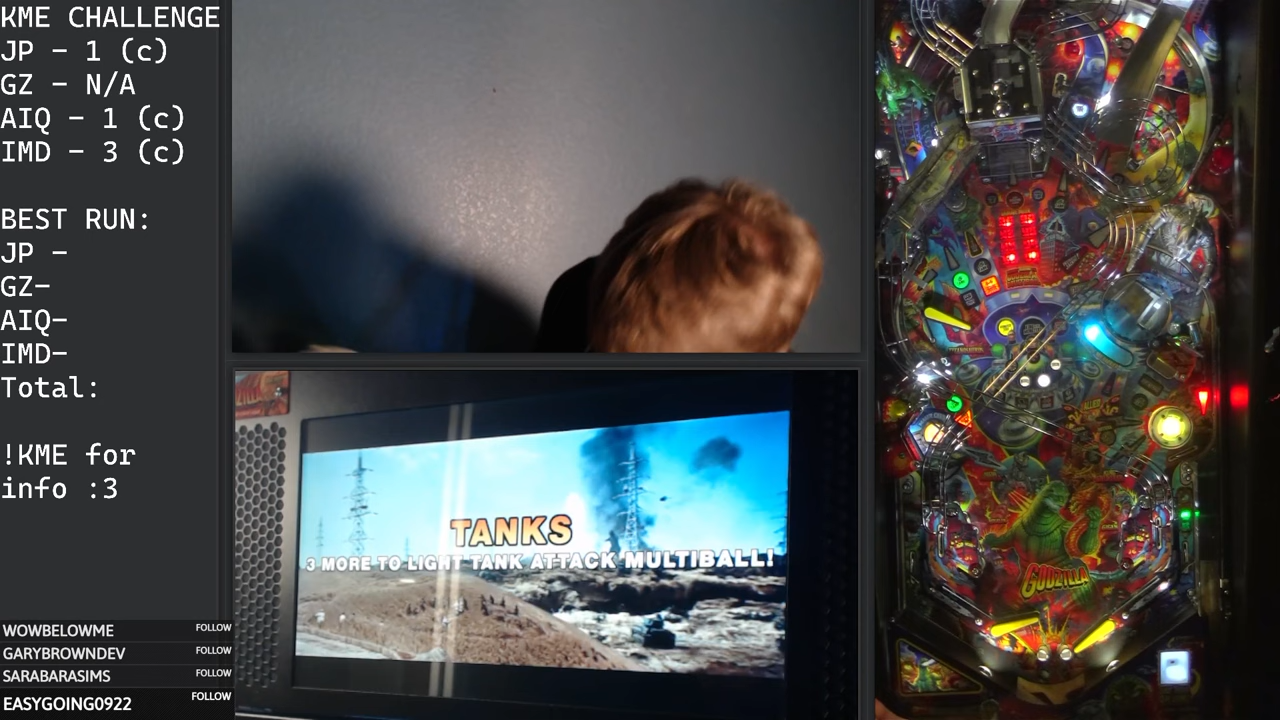 KME CHALLENGE
JP - 1 (c)
GZ - N/A
AIQ - 1 (c)
IMD - 3 (c)
BEST RUN:
JP -
GZ-
AIQ-
IMD-
Total:
!KME for
info :3
WOWBELOWME FOLLOW
GARYBROWNDEV FOLLOW
SARABARASIMS FOLLOW
EASYGOING0922 FOLLOW
TANKS
3 MORE TO LIGHT TANK ATTACK MULTIBALL!
GODZILLA